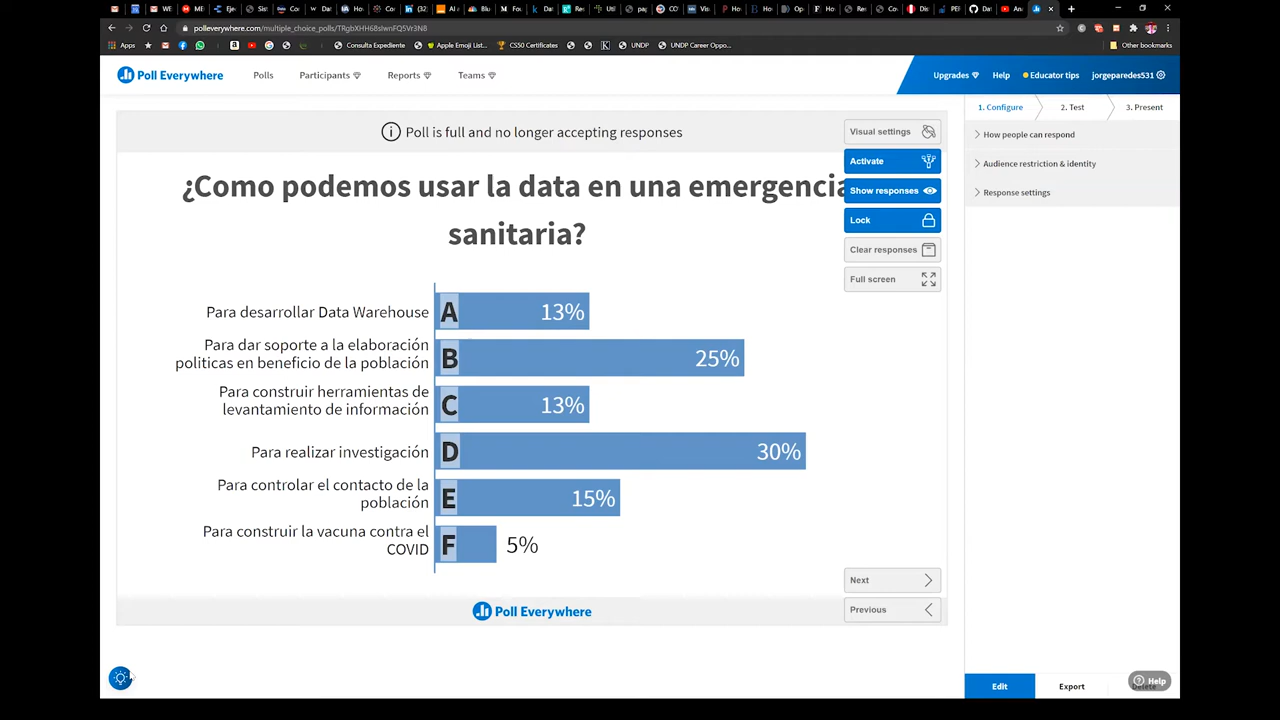 polleverywhere.com/multiple_choice_polls/TRgbXHH68sIwnFQ5Vr3N8
Apps
Consulta Expediente
Apple Emoji List...
CS50 Certificates
UNDP
UNDP Career Oppo...
Other bookmarks
Poll Everywhere
Polls
Participants
Reports
Teams
Upgrades
Help
Educator tips
jorgeparedes531
1. Configure
2. Test
3. Present
Poll is full and no longer accepting responses
Visual settings
How people can respond
Activate
Audience restriction & identity
¿Como podemos usar la data en una emergencia
Show responses
Response settings
sanitaria?
Lock
Clear responses
Full screen
Para desarrollar Data Warehouse
A
13%
Para dar soporte a la elaboración
politicas en beneficio de la población
B
25%
Para construir herramientas de
levantamiento de información
C
13%
Para realizar investigación
D
30%
Para controlar el contacto de la
población
E
15%
Para construir la vacuna contra el
COVID
F
5%
Next
Previous
Poll Everywhere
Edit
Export
Help